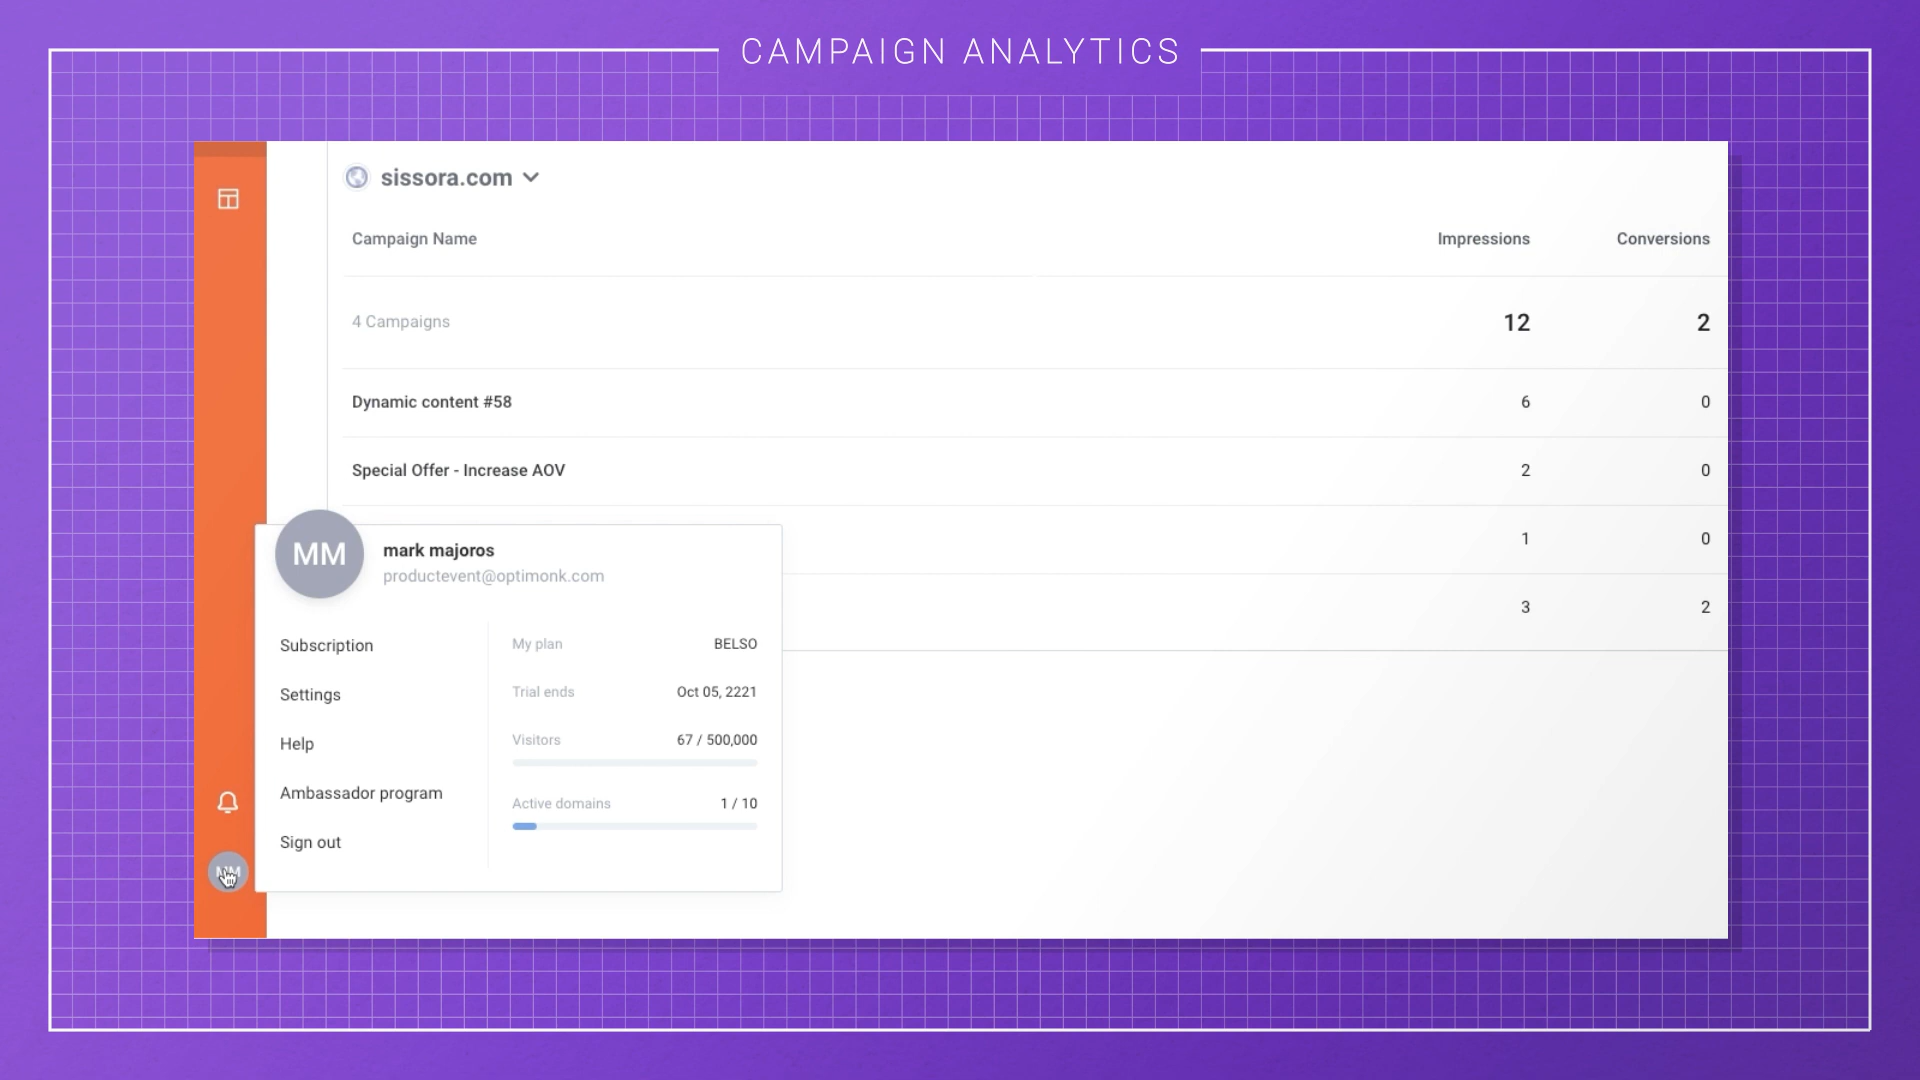 CAMPAIGN ANALYTICS
sissora.com
Campaign Name Impressions Conversions
4 Campaigns 12 2
Dynamic content #58 6 0
Special Offer - Increase AOV 2 0
1 0
3 2
MM
mark majoros
productevent@optimonk.com
Subscription
Settings
Help
Ambassador program
Sign out
My plan BELSO
Trial ends Oct 05, 2221
Visitors 67 / 500,000
Active domains 1 / 10